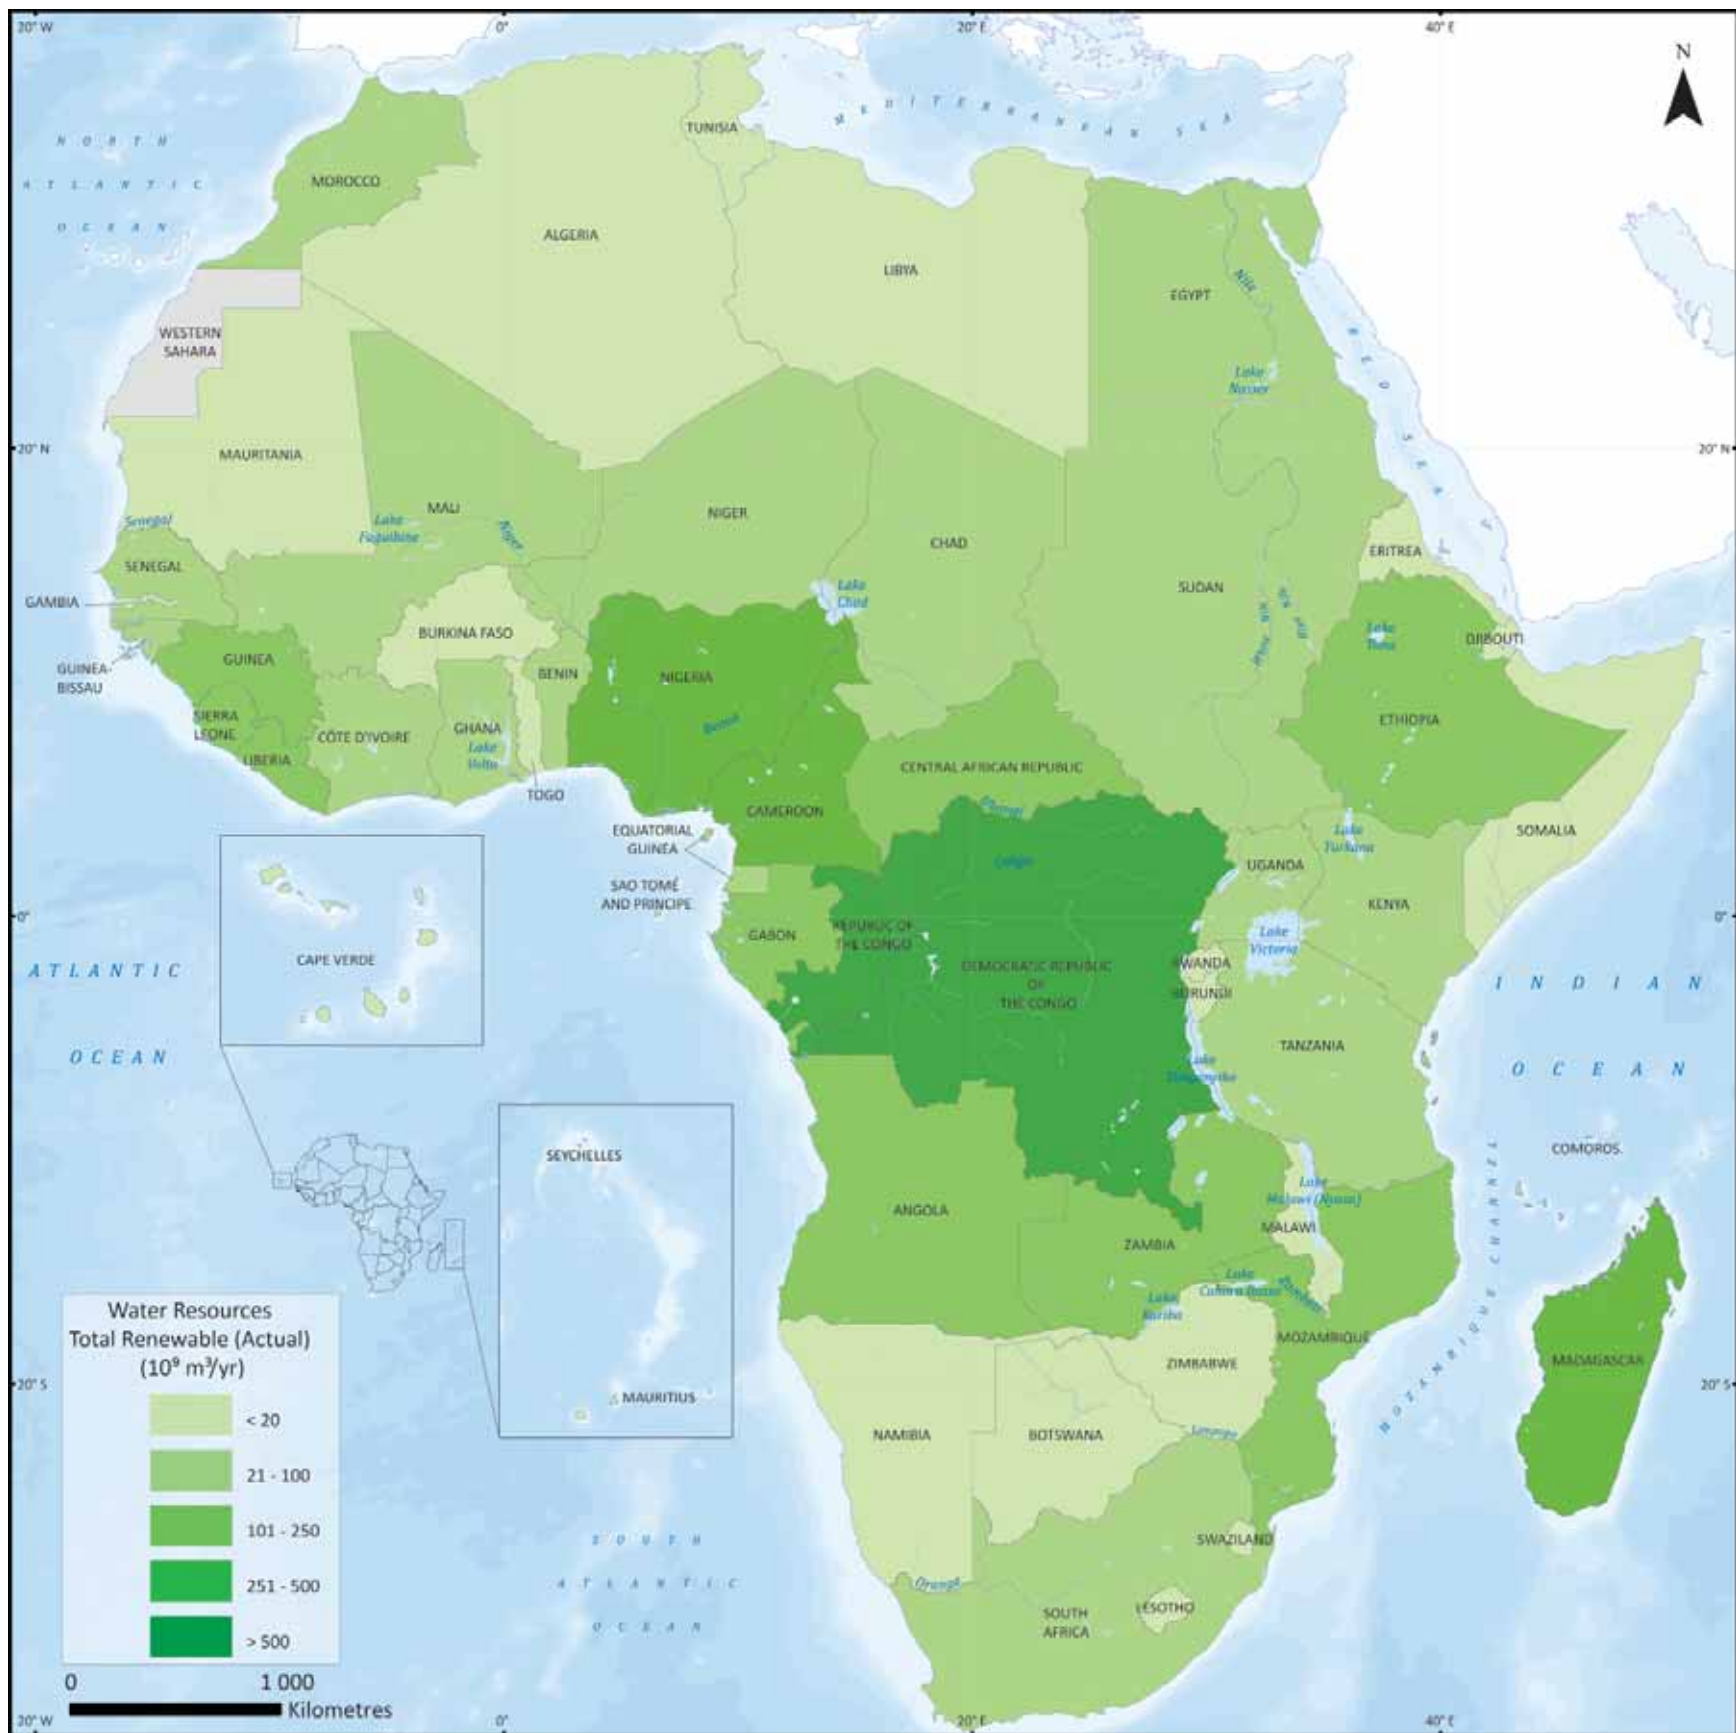 20° W
0°
20° E
40° E
N
MEDITERRANEAN SEA
NORTH
ATLANTIC
OCEAN
TUNISIA
MOROCCO
ALGERIA
LIBYA
EGYPT
Nile
WESTERN
SAHARA
Lake
Nasser
RED SEA
20° N
20° N
MAURITANIA
MALI
Senegal
Lake
Faguibine
Niger
NIGER
CHAD
ERITREA
SENEGAL
SUDAN
GAMBIA
Lake
Chad
BURKINA FASO
Lake
Tana
DJIBOUTI
GUINEA
GUINEA-
BISSAU
BENIN
NIGERIA
SIERRA
LEONE
CÔTE D'IVOIRE
GHANA
Lake
Volta
Benue
ETHIOPIA
LIBERIA
CENTRAL AFRICAN REPUBLIC
TOGO
CAMEROON
EQUATORIAL
GUINEA
Lake
Turkana
SOMALIA
Congo
UGANDA
SAO TOMÉ
AND PRINCIPE
KENYA
0°
0°
GABON
REPUBLIC OF
THE CONGO
Lake
Victoria
CAPE VERDE
DEMOCRATIC REPUBLIC
OF
THE CONGO
RWANDA
BURUNDI
ATLANTIC
OCEAN
INDIAN
OCEAN
TANZANIA
Lake
Tanganyika
SEYCHELLES
COMOROS
Lake
Malawi (Nyasa)
ANGOLA
MALAWI
ZAMBIA
Lake
Cahora Bassa
Zambezi
Lake
Kariba
MOZAMBIQUE
MOZAMBIQUE CHANNEL
ZIMBABWE
MADAGASCAR
20° S
20° S
MAURITIUS
NAMIBIA
BOTSWANA
Limpopo
SWAZILAND
SOUTH
ATLANTIC
OCEAN
Orange
LESOTHO
SOUTH
AFRICA
Water Resources
Total Renewable (Actual)
(10⁹ m³/yr)
< 20
21 - 100
101 - 250
251 - 500
> 500
0 1 000
Kilometres
20° W
0°
20° E
40° E